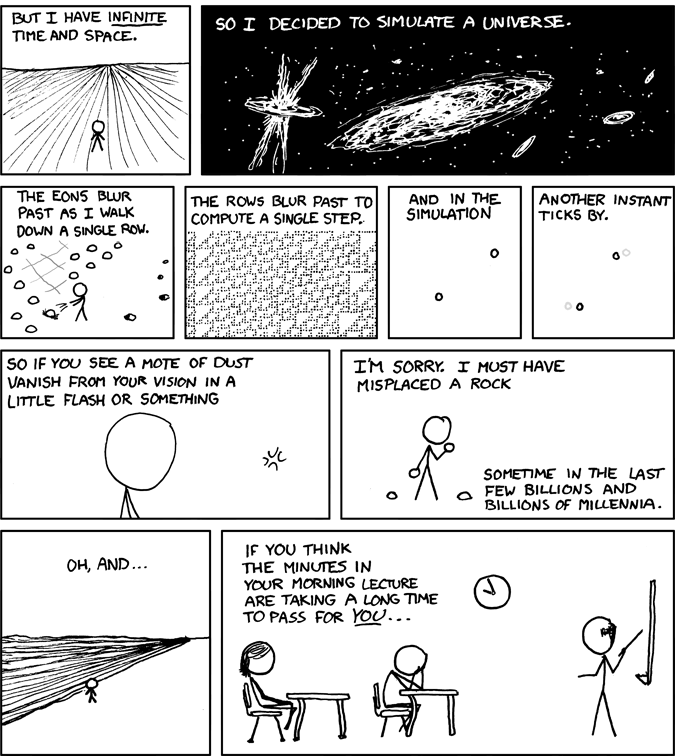 BUT I HAVE INFINITE
TIME AND SPACE.
SO I DECIDED TO SIMULATE A UNIVERSE.
THE EONS BLUR
PAST AS I WALK
DOWN A SINGLE ROW.
THE ROWS BLUR PAST TO
COMPUTE A SINGLE STEP.
AND IN THE
SIMULATION
ANOTHER INSTANT
TICKS BY.
SO IF YOU SEE A MOTE OF DUST
VANISH FROM YOUR VISION IN A
LITTLE FLASH OR SOMETHING
I'M SORRY. I MUST HAVE
MISPLACED A ROCK
SOMETIME IN THE LAST
FEW BILLIONS AND
BILLIONS OF MILLENNIA.
OH, AND...
IF YOU THINK
THE MINUTES IN
YOUR MORNING LECTURE
ARE TAKING A LONG TIME
TO PASS FOR YOU...